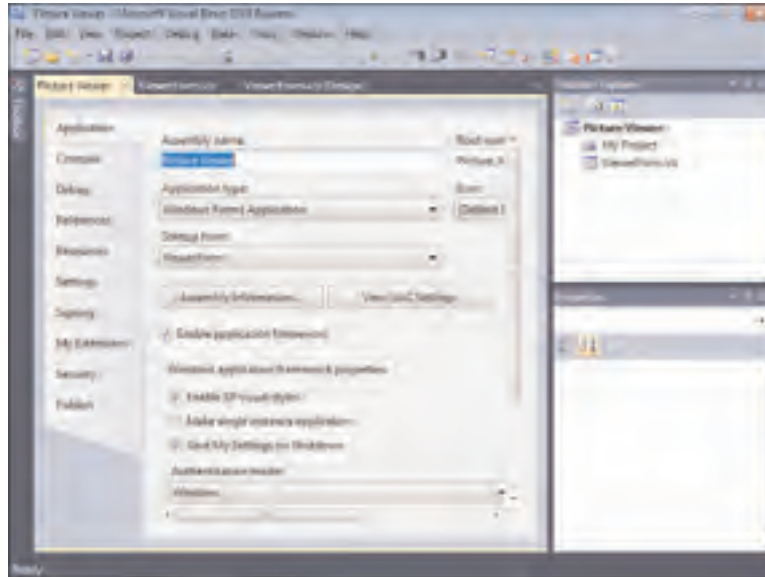 Picture Viewer - Microsoft Visual Basic 2010 Express
File Edit View Project Debug Data Tools Window Help
Picture Viewer ViewerForm.vb ViewerForm.vb [Design]
Solution Explorer
Toolbox
Picture Viewer
My Project
ViewerForm.vb
Application
Compile
Debug
References
Resources
Settings
Signing
My Extensions
Security
Publish
Assembly name:
Picture Viewer
Application type:
Icon:
Windows Forms Application
Startup form:
ViewerForm
Assembly Information...
View UAC Settings
Enable application framework
Windows application framework properties
Enable XP visual styles
Make single instance application
Save My.Settings on Shutdown
Authentication mode:
Windows
Properties
Ready